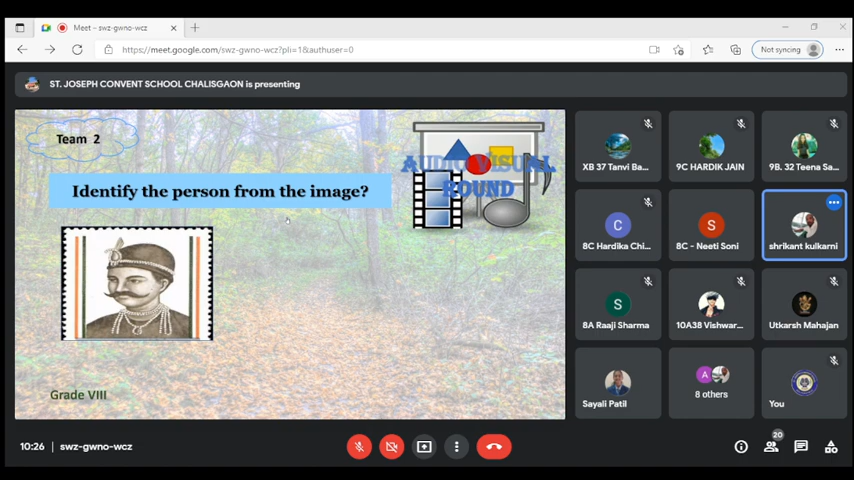 Meet – swz-gwno-wcz
https://meet.google.com/swz-gwno-wcz?pli=1&authuser=0
Not syncing
ST. JOSEPH CONVENT SCHOOL CHALISGAON is presenting
Team 2
AUDIO VISUAL
ROUND
Identify the person from the image?
Grade VIII
XB 37 Tanvi Ba...
9C HARDIK JAIN
9B. 32 Teena Sa...
C
8C Hardika Chi...
S
8C - Neeti Soni
shrikant kulkarni
S
8A Raaji Sharma
10A38 Vishwar...
Utkarsh Mahajan
Sayali Patil
A
8 others
You
10:26 | swz-gwno-wcz
20